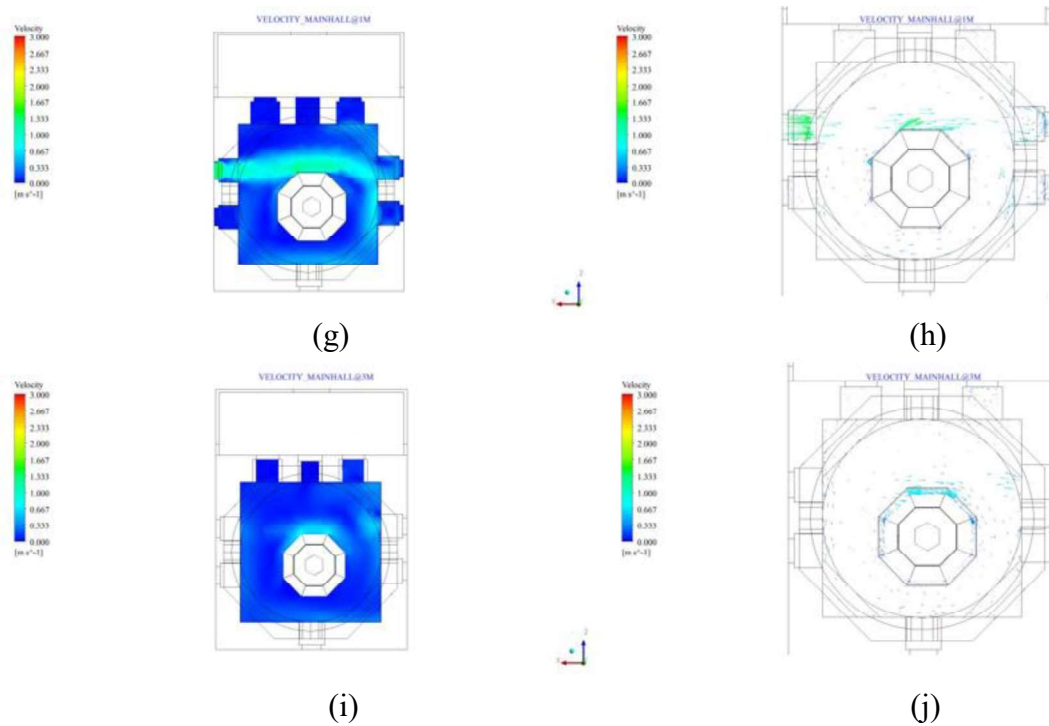 VELOCITY_MAINHALL@1M
Velocity
3.000
2.667
2.333
2.000
1.667
1.333
1.000
0.667
0.333
0.000
[m s^-1]
VELOCITY_MAINHALL@1M
Velocity
3.000
2.667
2.333
2.000
1.667
1.333
1.000
0.667
0.333
0.000
[m s^-1]
Z
X
(g)
(h)
VELOCITY_MAINHALL@3M
Velocity
3.000
2.667
2.333
2.000
1.667
1.333
1.000
0.667
0.333
0.000
[m s^-1]
VELOCITY_MAINHALL@3M
Velocity
3.000
2.667
2.333
2.000
1.667
1.333
1.000
0.667
0.333
0.000
[m s^-1]
Z
X
(i)
(j)